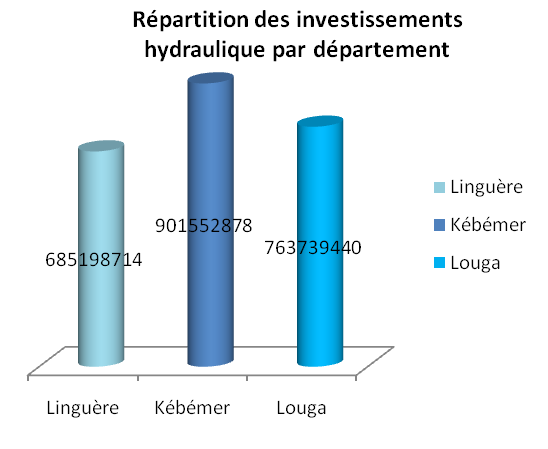 Répartition des investissements
hydraulique par département
901552878
763739440
685198714
Linguère
Kébémer
Louga
Linguère Kébémer Louga